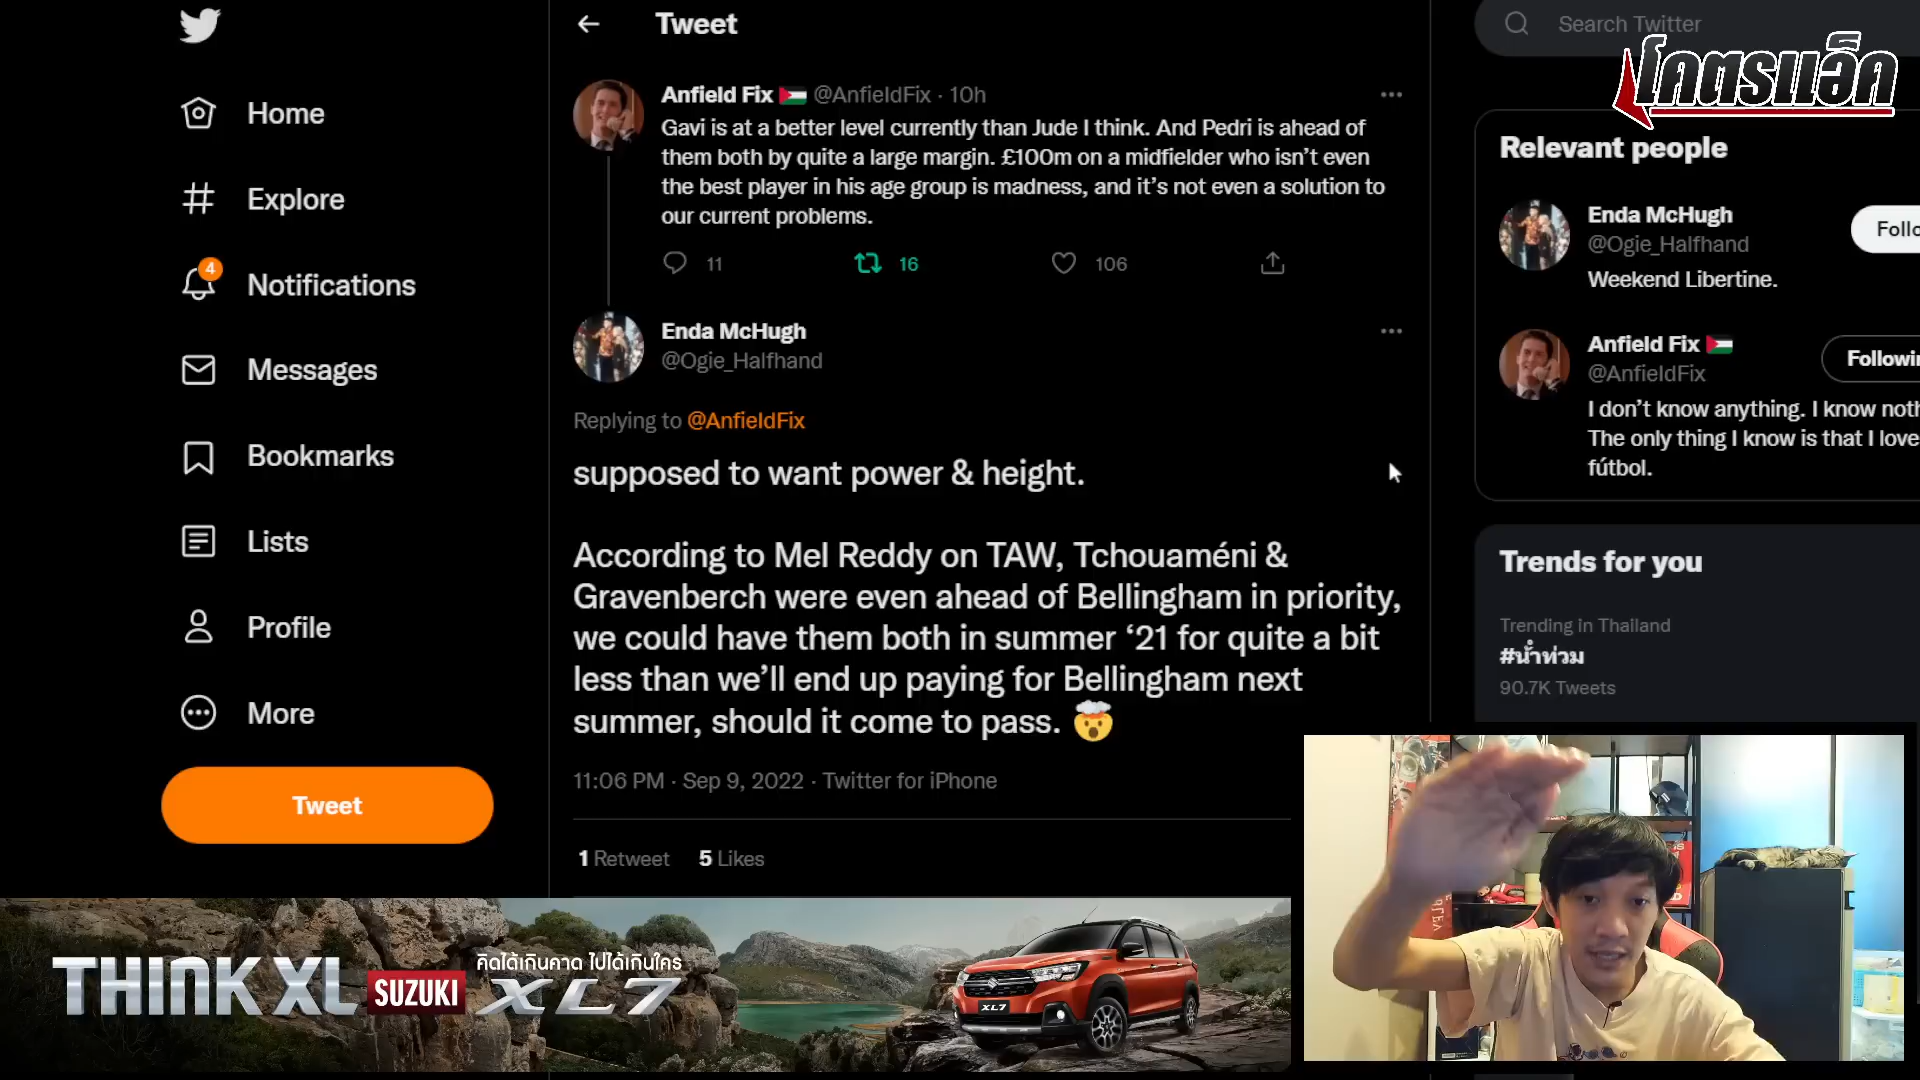 Tweet
Search Twitter
โคตรแอ็ค
Home
Explore
4
Notifications
Messages
Bookmarks
Lists
Profile
More
Tweet
Anfield Fix 🇵🇸 @AnfieldFix · 10h
Gavi is at a better level currently than Jude I think. And Pedri is ahead of
them both by quite a large margin. £100m on a midfielder who isn’t even
the best player in his age group is madness, and it’s not even a solution to
our current problems.
11 16 106
Enda McHugh
@Ogie_Halfhand
Replying to @AnfieldFix
supposed to want power & height.
According to Mel Reddy on TAW, Tchouaméni &
Gravenberch were even ahead of Bellingham in priority,
we could have them both in summer ‘21 for quite a bit
less than we’ll end up paying for Bellingham next
summer, should it come to pass. 🤯
11:06 PM · Sep 9, 2022 · Twitter for iPhone
1 Retweet 5 Likes
Relevant people
Enda McHugh
@Ogie_Halfhand
Follo
Weekend Libertine.
Anfield Fix 🇵🇸
@AnfieldFix
Followin
I don’t know anything. I know noth
The only thing I know is that I love
fútbol.
Trends for you
Trending in Thailand
#น้ำท่วม
90.7K Tweets
THINK XL SUZUKI
คิดได้เกินคาด ไปได้เกินใคร
XL7
XL7